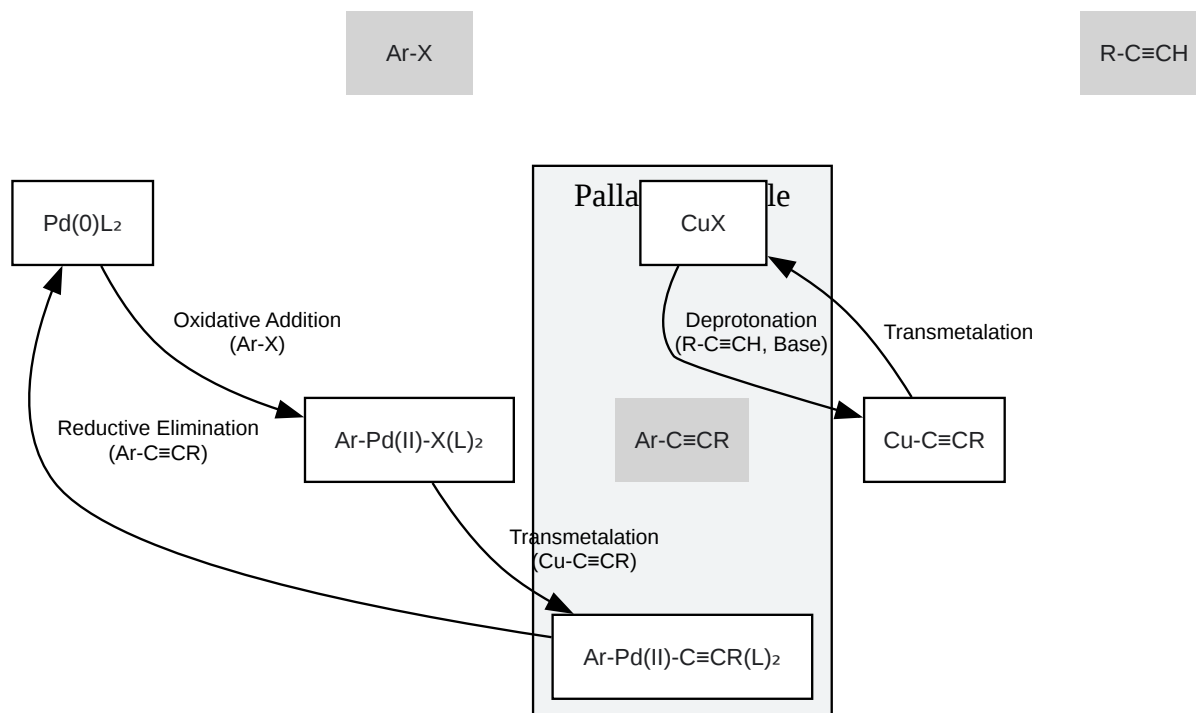 Ar-X
R-C≡CH
Pd(0)L₂
CuX
Oxidative Addition
(Ar-X)
Deprotonation
(R-C≡CH, Base)
Transmetalation
Reductive Elimination
(Ar-C≡CR)
Ar-Pd(II)-X(L)₂
Ar-C≡CR
Cu-C≡CR
Transmetalation
(Cu-C≡CR)
Ar-Pd(II)-C≡CR(L)₂